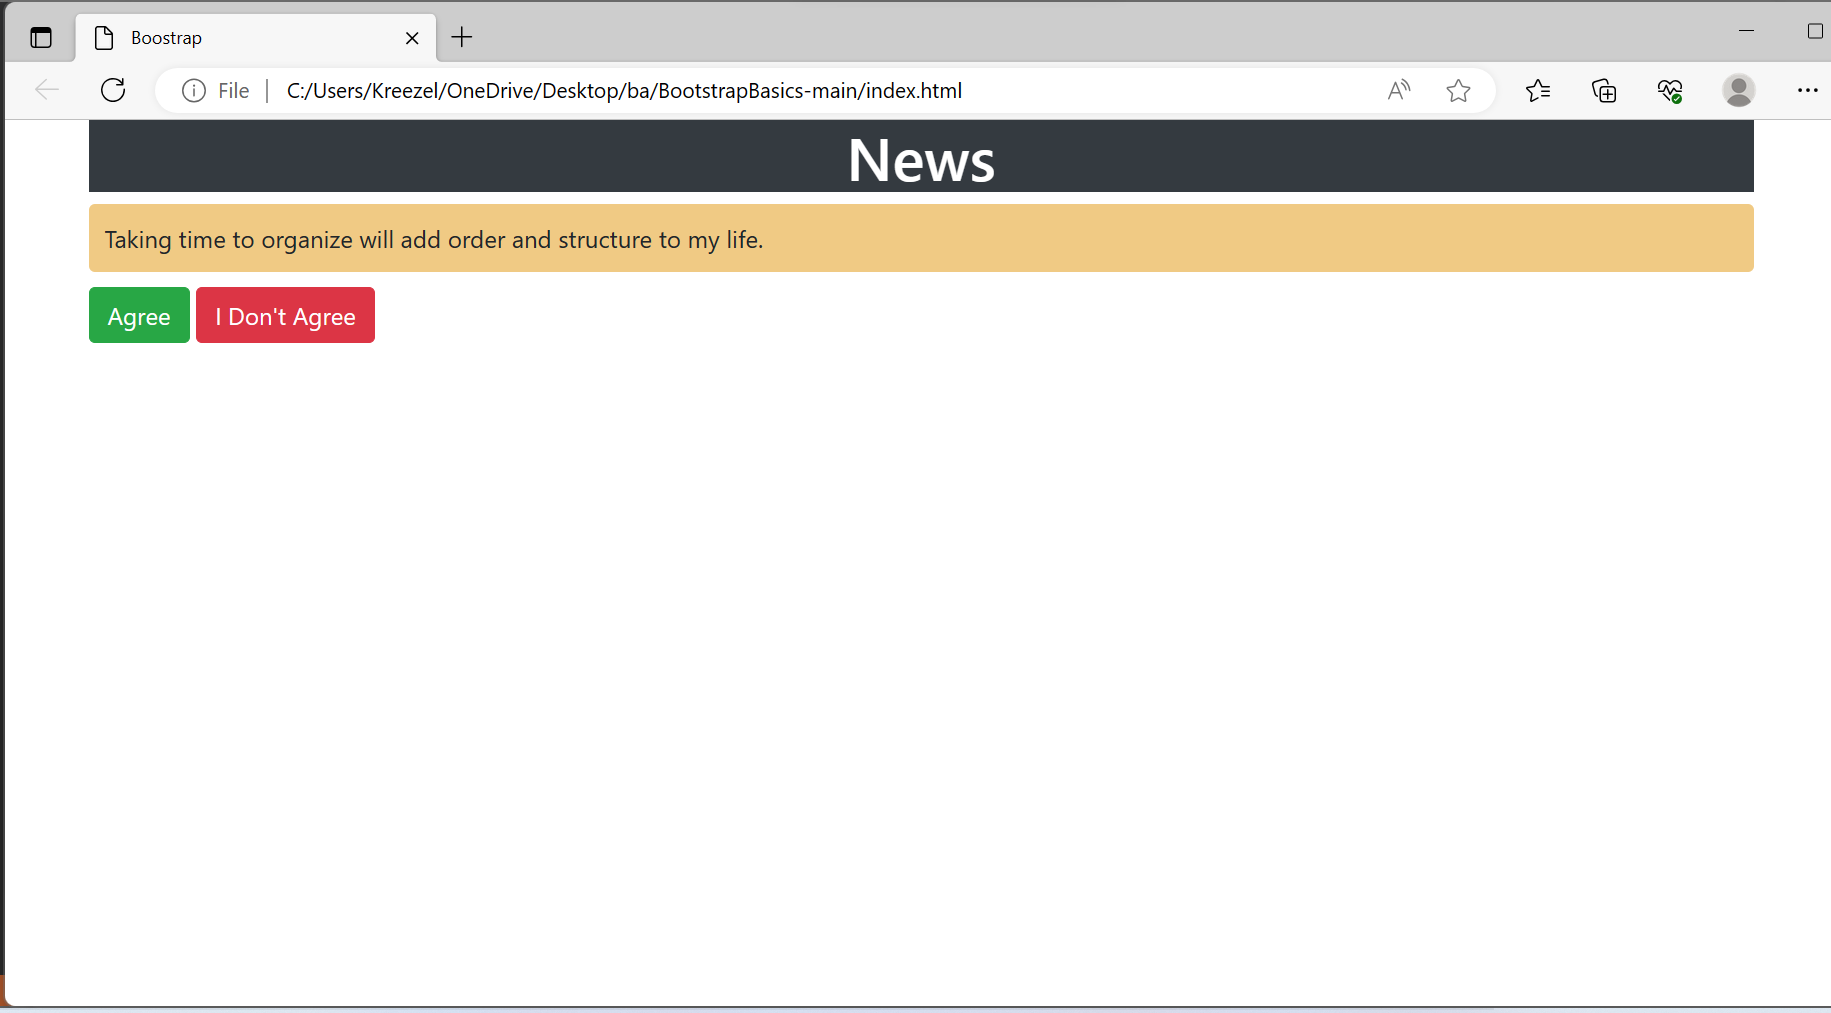 Boostrap
File C:/Users/Kreezel/OneDrive/Desktop/ba/BootstrapBasics-main/index.html
News
Taking time to organize will add order and structure to my life.
Agree I Don't Agree